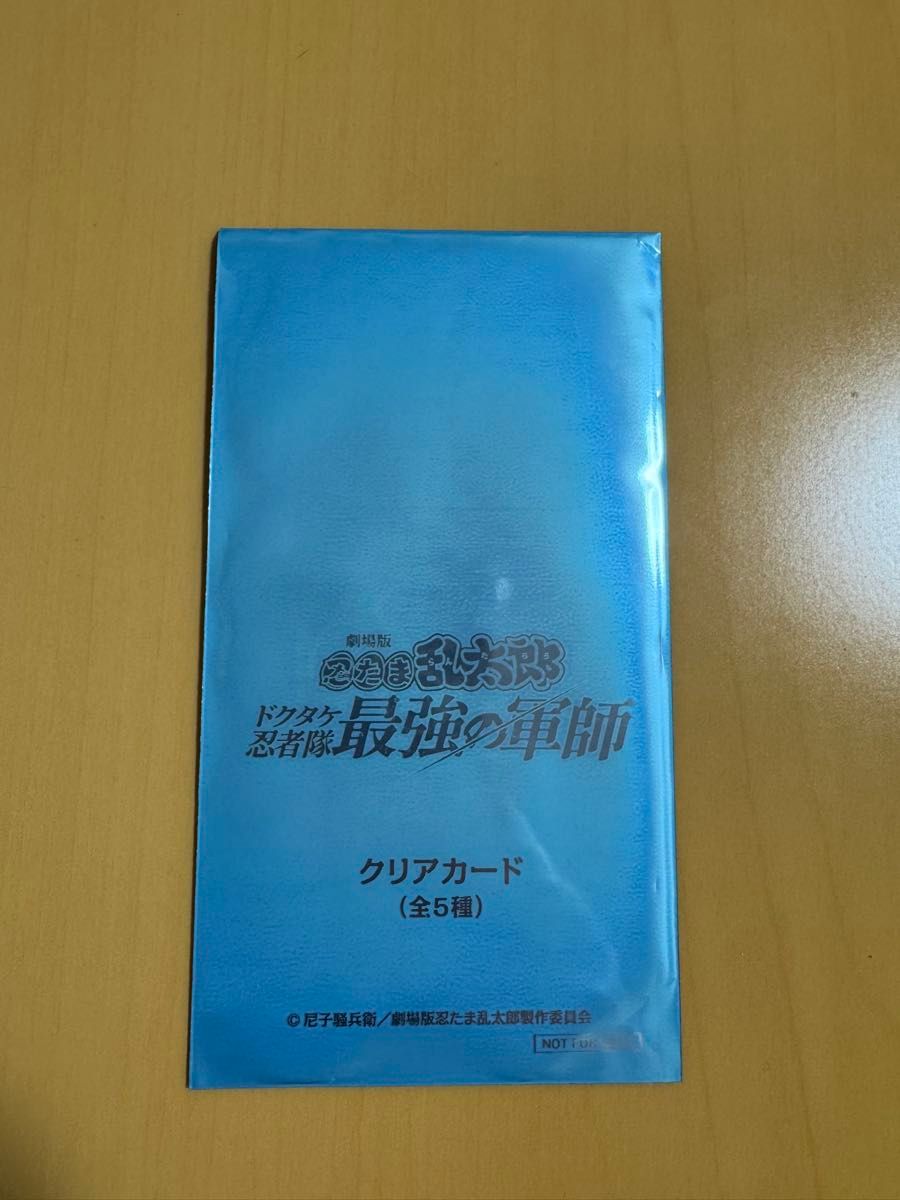 劇場版
忍たま乱太郎
ドクタケ
忍者隊 最強の軍師
クリアカード
(全5種)
© 尼子騒兵衛/劇場版忍たま乱太郎製作委員会
NOT FOR